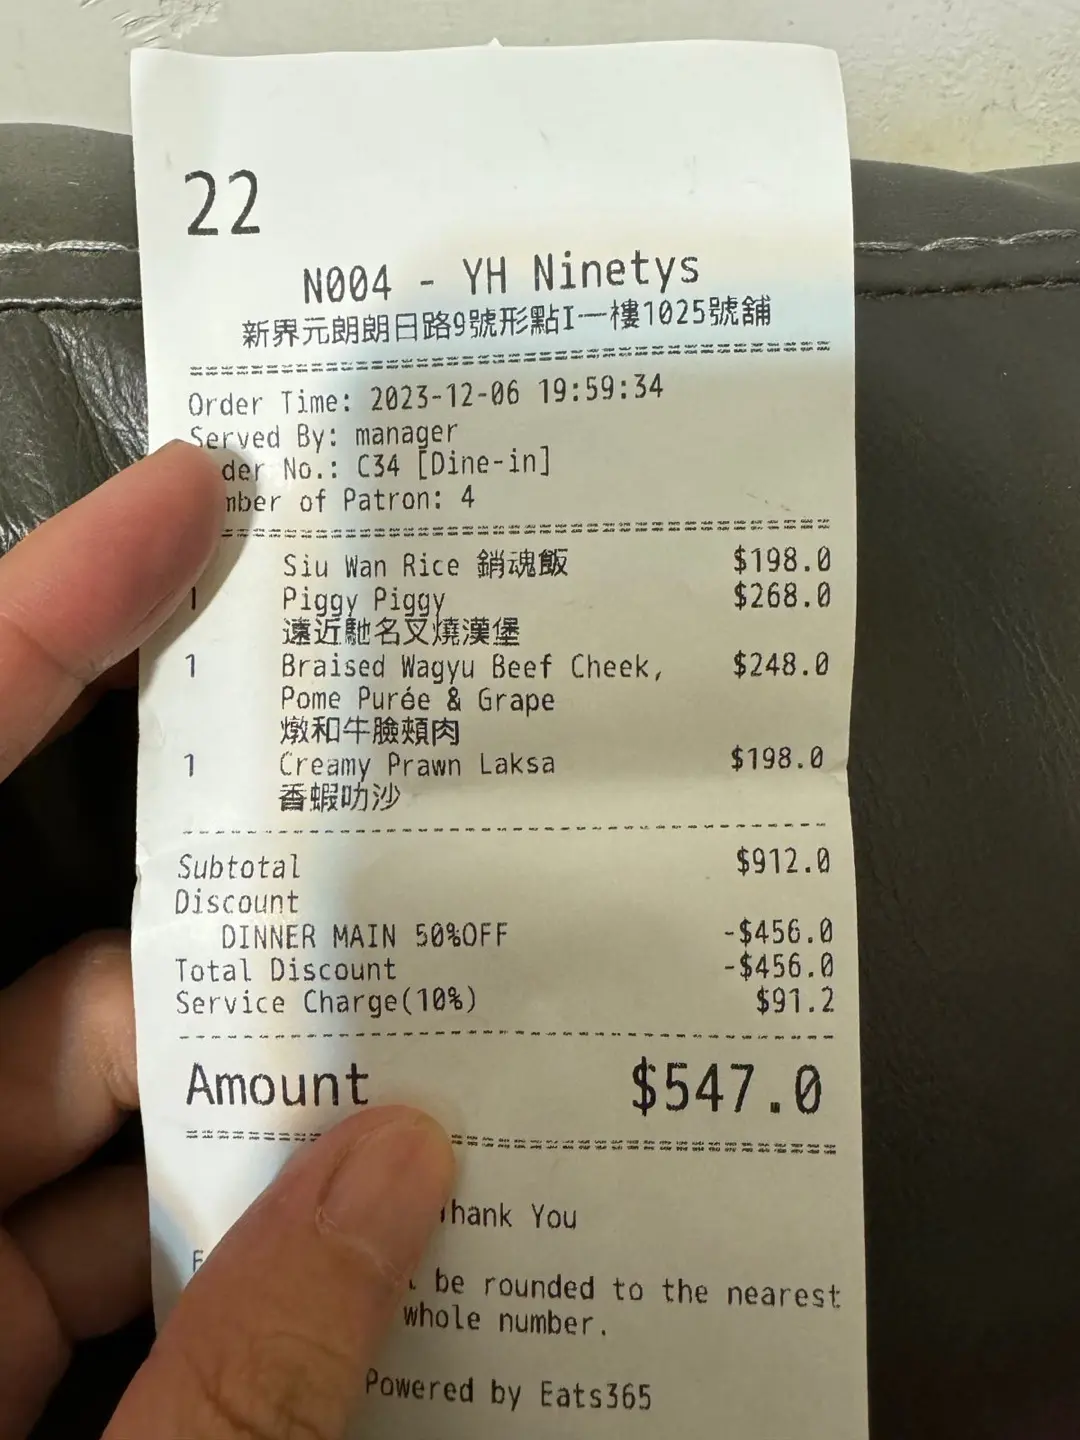 22
N004 - YH Ninetys
新界元朗朗日路9號形點I一樓1025號舖
Order Time: 2023-12-06 19:59:34
Served By: manager
der No.: C34 [Dine-in]
mber of Patron: 4
Siu Wan Rice 銷魂飯 $198.0
1 Piggy Piggy $268.0
遠近馳名叉燒漢堡
1 Braised Wagyu Beef Cheek, $248.0
Pome Purée & Grape
燉和牛臉頰肉
1 Creamy Prawn Laksa $198.0
香蝦叻沙
Subtotal $912.0
Discount
DINNER MAIN 50%OFF -$456.0
Total Discount -$456.0
Service Charge(10%) $91.2
Amount $547.0
Thank You
be rounded to the nearest
whole number.
Powered by Eats365